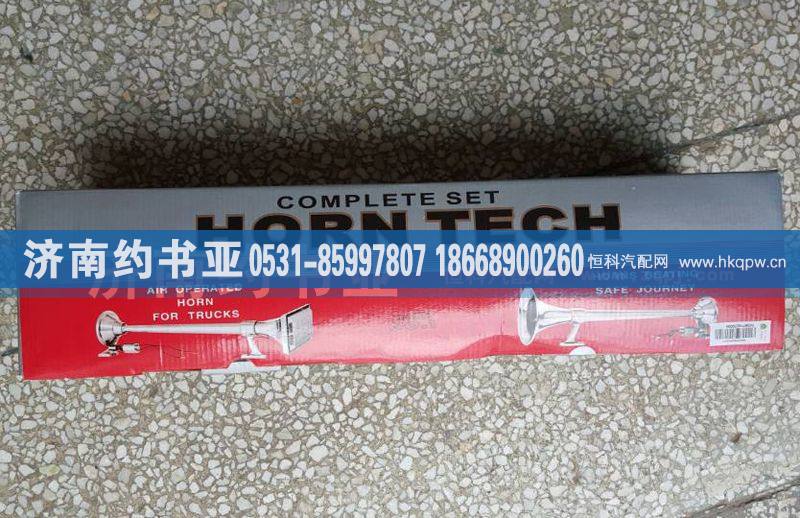 COMPLETE SET
HORN TECH
济南约书亚 0531-85997807 18668900260 恒科汽配网 www.hkqpw.cn
AIR OPERATED
HORN
FOR TRUCKS
SAFE JOURNEY